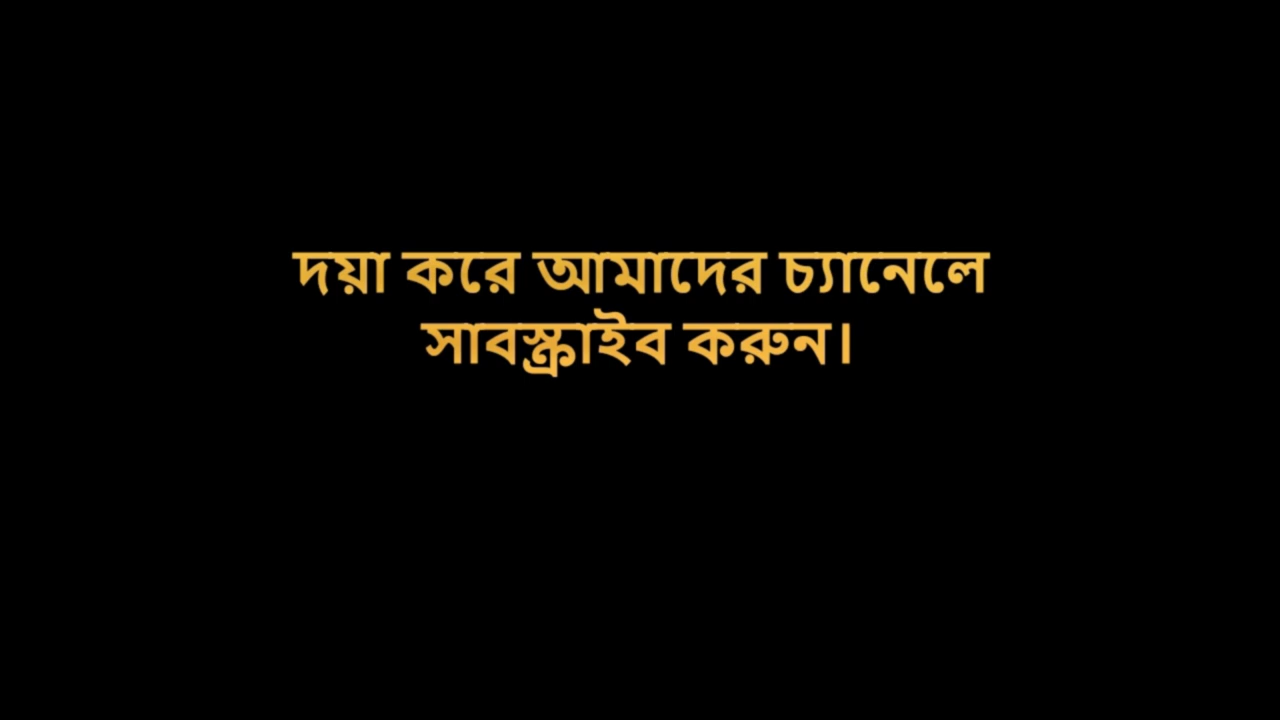 দয়া করে আমাদের চ্যানেলে
সাবস্ক্রাইব করুন।